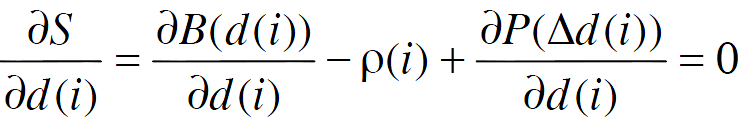 ∂S/∂d(i) = ∂B(d(i))/∂d(i) − ρ(i) + ∂P(Δd(i))/∂d(i) = 0